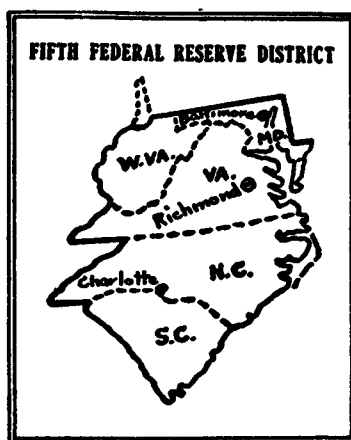 FIFTH FEDERAL RESERVE DISTRICT
Baltimore
MD.
W.VA.
VA.
Richmond
N.C.
Charlotte
S.C.